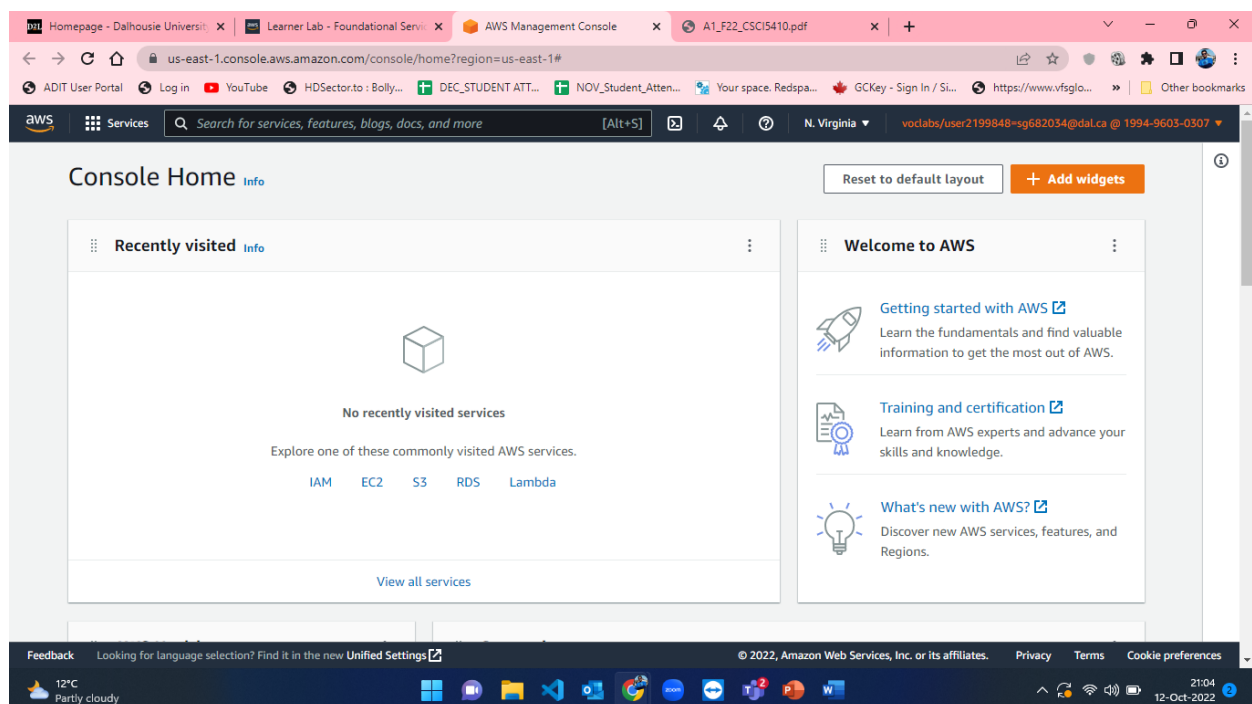 D2L Homepage - Dalhousie University
Learner Lab - Foundational Servic
AWS Management Console
A1_F22_CSCI5410.pdf
us-east-1.console.aws.amazon.com/console/home?region=us-east-1#
ADIT User Portal
Log in
YouTube
HDSector.to : Bolly...
DEC_STUDENT ATT...
NOV_Student_Atten...
Your space. Redspa...
GCKey - Sign In / Si...
https://www.vfsglo...
»
Other bookmarks
aws
Services
Search for services, features, blogs, docs, and more
[Alt+S]
N. Virginia
voclabs/user2199848=sg682034@dal.ca @ 1994-9603-0307
Console Home Info
Reset to default layout
+ Add widgets
Recently visited Info
No recently visited services
Explore one of these commonly visited AWS services.
IAM EC2 S3 RDS Lambda
View all services
Welcome to AWS
Getting started with AWS
Learn the fundamentals and find valuable
information to get the most out of AWS.
Training and certification
Learn from AWS experts and advance your
skills and knowledge.
What's new with AWS?
Discover new AWS services, features, and
Regions.
Feedback
Looking for language selection? Find it in the new Unified Settings
© 2022, Amazon Web Services, Inc. or its affiliates.
Privacy
Terms
Cookie preferences
12°C
Partly cloudy
zoom
2
21:04
12-Oct-2022
2